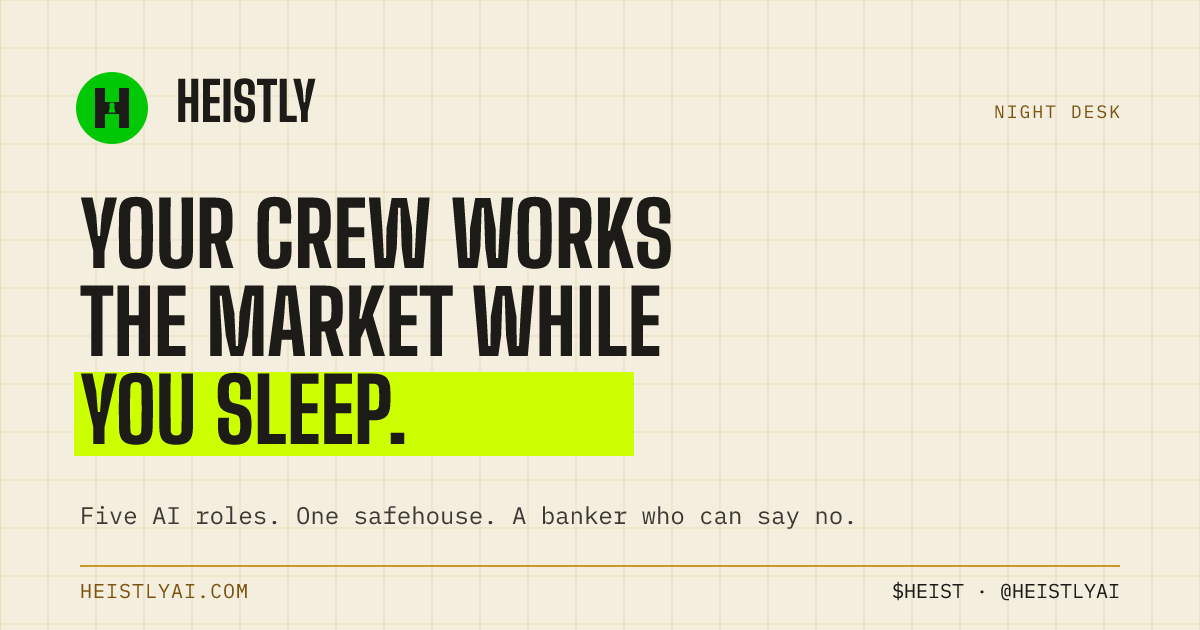 H
HEISTLY
NIGHT DESK
YOUR CREW WORKS
THE MARKET WHILE
YOU SLEEP.
Five AI roles. One safehouse. A banker who can say no.
HEISTLYAI.COM
$HEIST · @HEISTLYAI